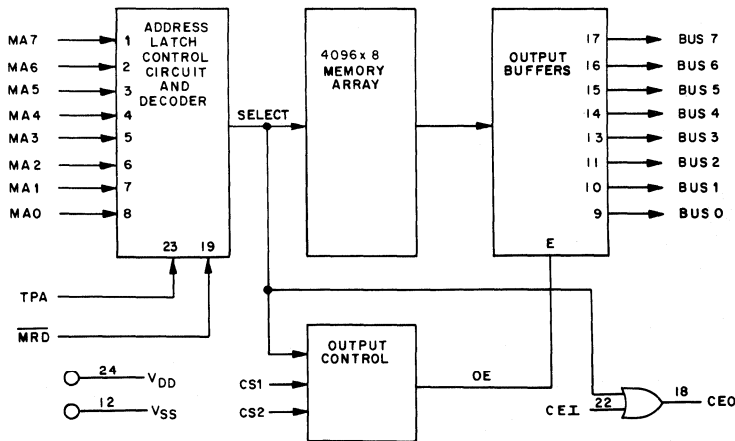 MA7
MA6
MA5
MA4
MA3
MA2
MA1
MA0
1
2
3
4
5
6
7
8
ADDRESS
LATCH
CONTROL
CIRCUIT
AND
DECODER
23
19
TPA
MRD
SELECT
4096 x 8
MEMORY
ARRAY
OUTPUT
BUFFERS
17
16
15
14
13
11
10
9
E
BUS 7
BUS 6
BUS 5
BUS 4
BUS 3
BUS 2
BUS 1
BUS 0
OUTPUT
CONTROL
CS1
CS2
OE
CEI
22
18
CEO
24
VDD
12
VSS